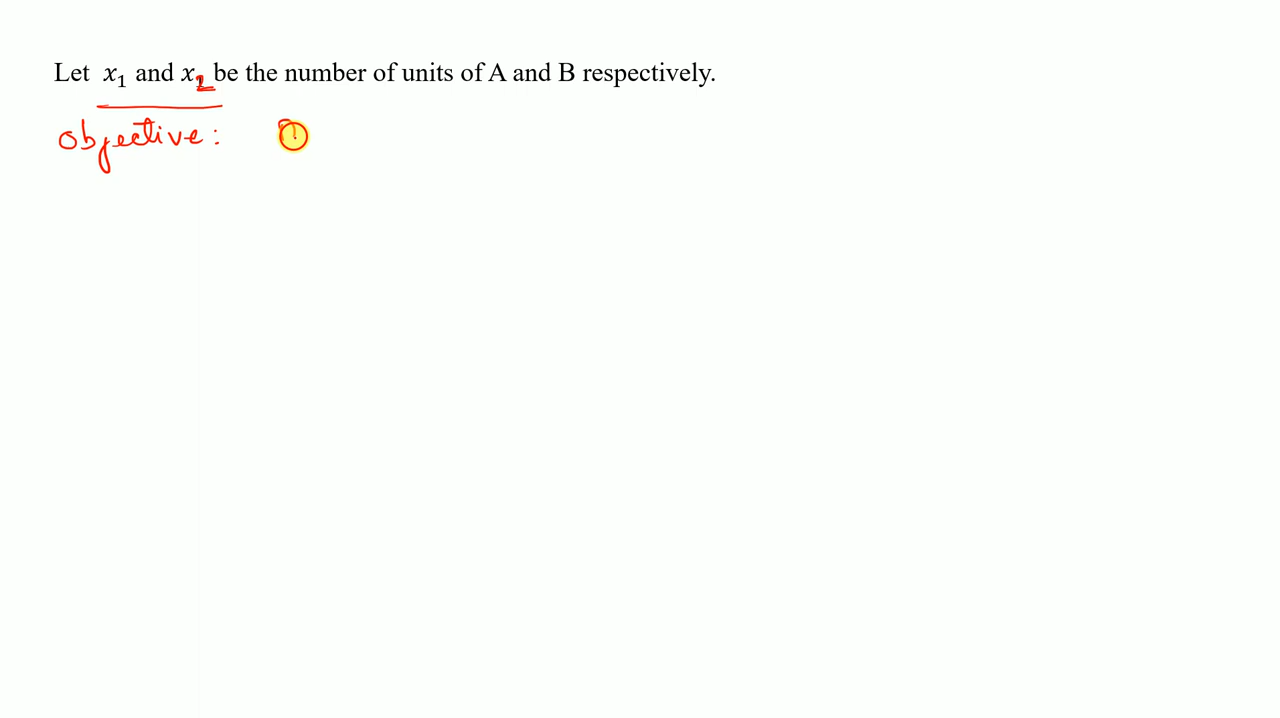 Let x₁ and x₂ be the number of units of A and B respectively.
Objective: